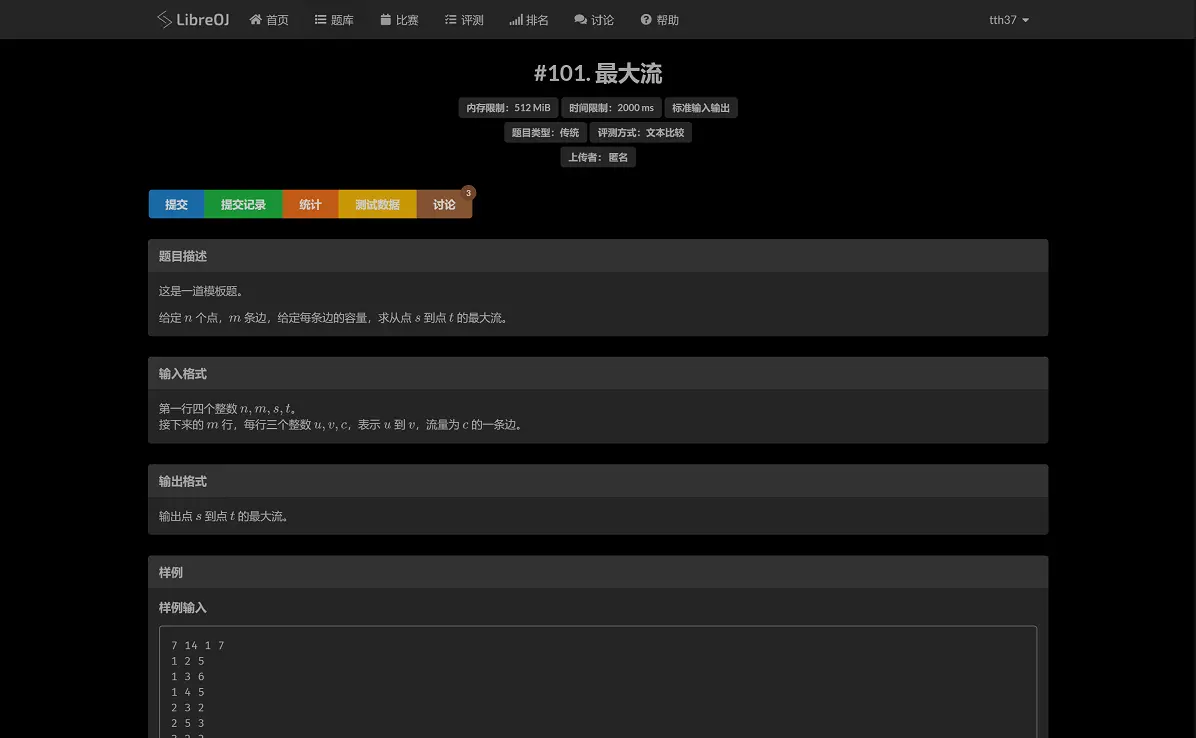 LibreOJ 首页 题库 比赛 评测 排名 讨论 帮助 tth37
#101. 最大流
内存限制：512 MiB 时间限制：2000 ms 标准输入输出
题目类型：传统 评测方式：文本比较
上传者：匿名
3
提交 提交记录 统计 测试数据 讨论
题目描述
这是一道模板题。
给定 n 个点，m 条边，给定每条边的容量，求从点 s 到点 t 的最大流。
输入格式
第一行四个整数 n, m, s, t。
接下来的 m 行，每行三个整数 u, v, c，表示 u 到 v，流量为 c 的一条边。
输出格式
输出点 s 到点 t 的最大流。
样例
样例输入
7 14 1 7
1 2 5
1 3 6
1 4 5
2 3 2
2 5 3